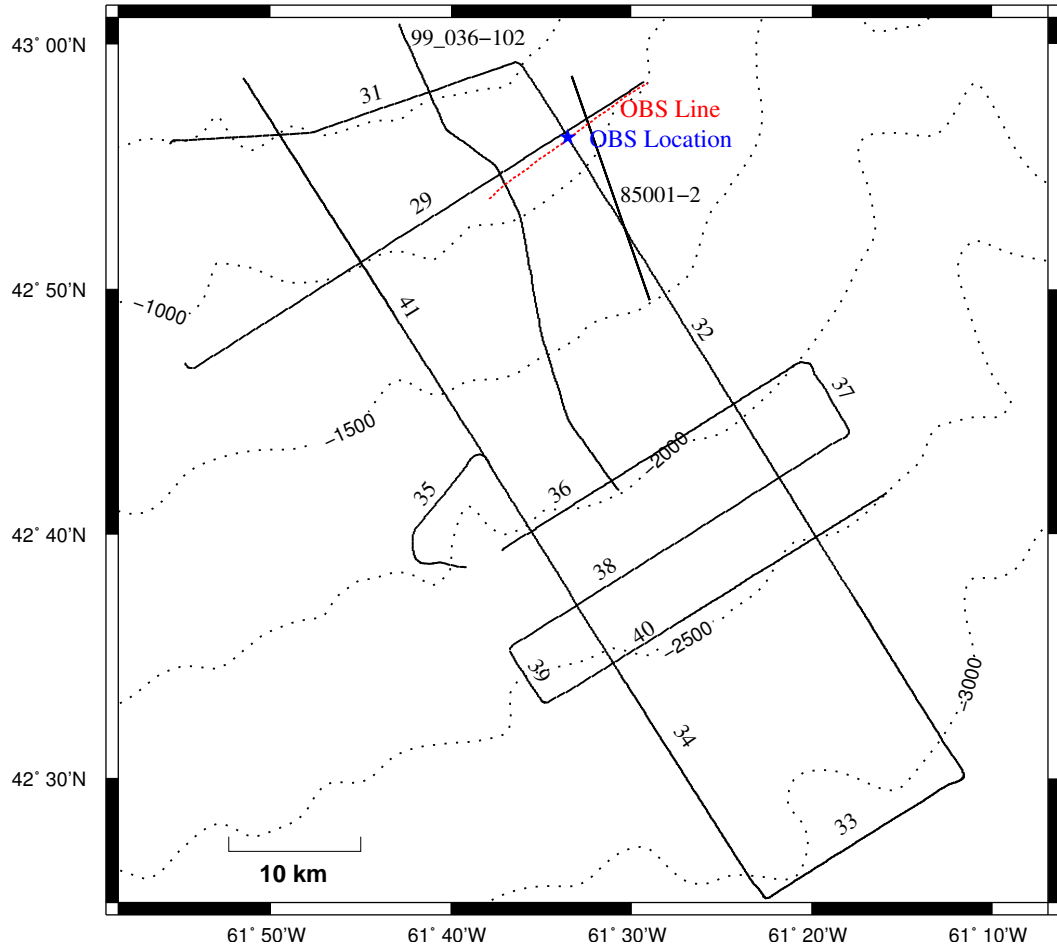 43° 00'N
99_036−102
31
OBS Line
OBS Location
85001−2
29
42° 50'N
−1000
41
32
37
−1500
−2000
35
36
42° 40'N
38
40
−2500
39
−3000
34
42° 30'N
33
10 km
61° 50'W
61° 40'W
61° 30'W
61° 20'W
61° 10'W